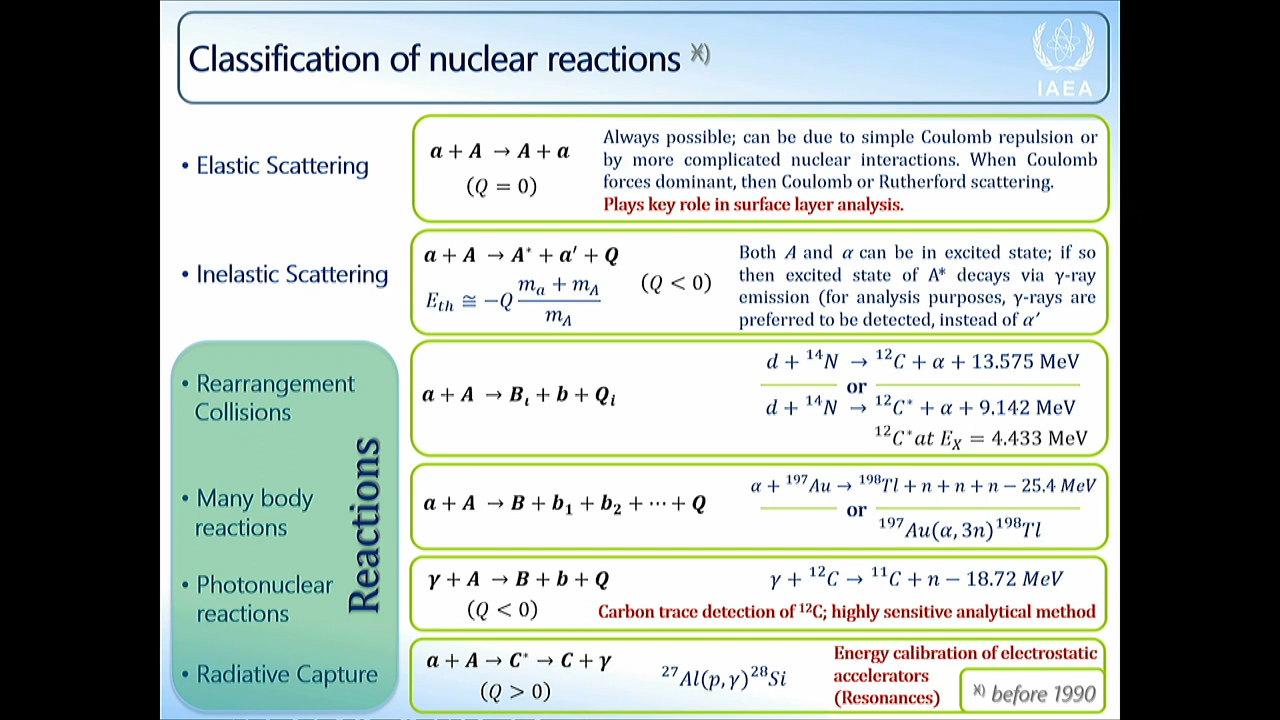 Classification of nuclear reactions ᵡ⁾
IAEA
• Elastic Scattering
a + A → A + a
(Q = 0)
Always possible; can be due to simple Coulomb repulsion or
by more complicated nuclear interactions. When Coulomb
forces dominant, then Coulomb or Rutherford scattering.
Plays key role in surface layer analysis.
• Inelastic Scattering
a + A → A* + a′ + Q
E_th ≅ −Q (m_a + m_A)/m_A
(Q < 0)
Both A and α can be in excited state; if so
then excited state of A* decays via γ-ray
emission (for analysis purposes, γ-rays are
preferred to be detected, instead of α′
Reactions
• Rearrangement
Collisions
a + A → B_i + b + Q_i
d + ¹⁴N → ¹²C + α + 13.575 MeV
or
d + ¹⁴N → ¹²C* + α + 9.142 MeV
¹²C* at E_X = 4.433 MeV
• Many body
reactions
a + A → B + b₁ + b₂ + ⋯ + Q
α + ¹⁹⁷Au → ¹⁹⁸Tl + n + n + n − 25.4 MeV
or
¹⁹⁷Au(α, 3n)¹⁹⁸Tl
• Photonuclear
reactions
γ + A → B + b + Q
(Q < 0)
γ + ¹²C → ¹¹C + n − 18.72 MeV
Carbon trace detection of ¹²C; highly sensitive analytical method
• Radiative Capture
a + A → C* → C + γ
(Q > 0)
²⁷Al(p, γ)²⁸Si
Energy calibration of electrostatic
accelerators
(Resonances)
ᵡ⁾ before 1990